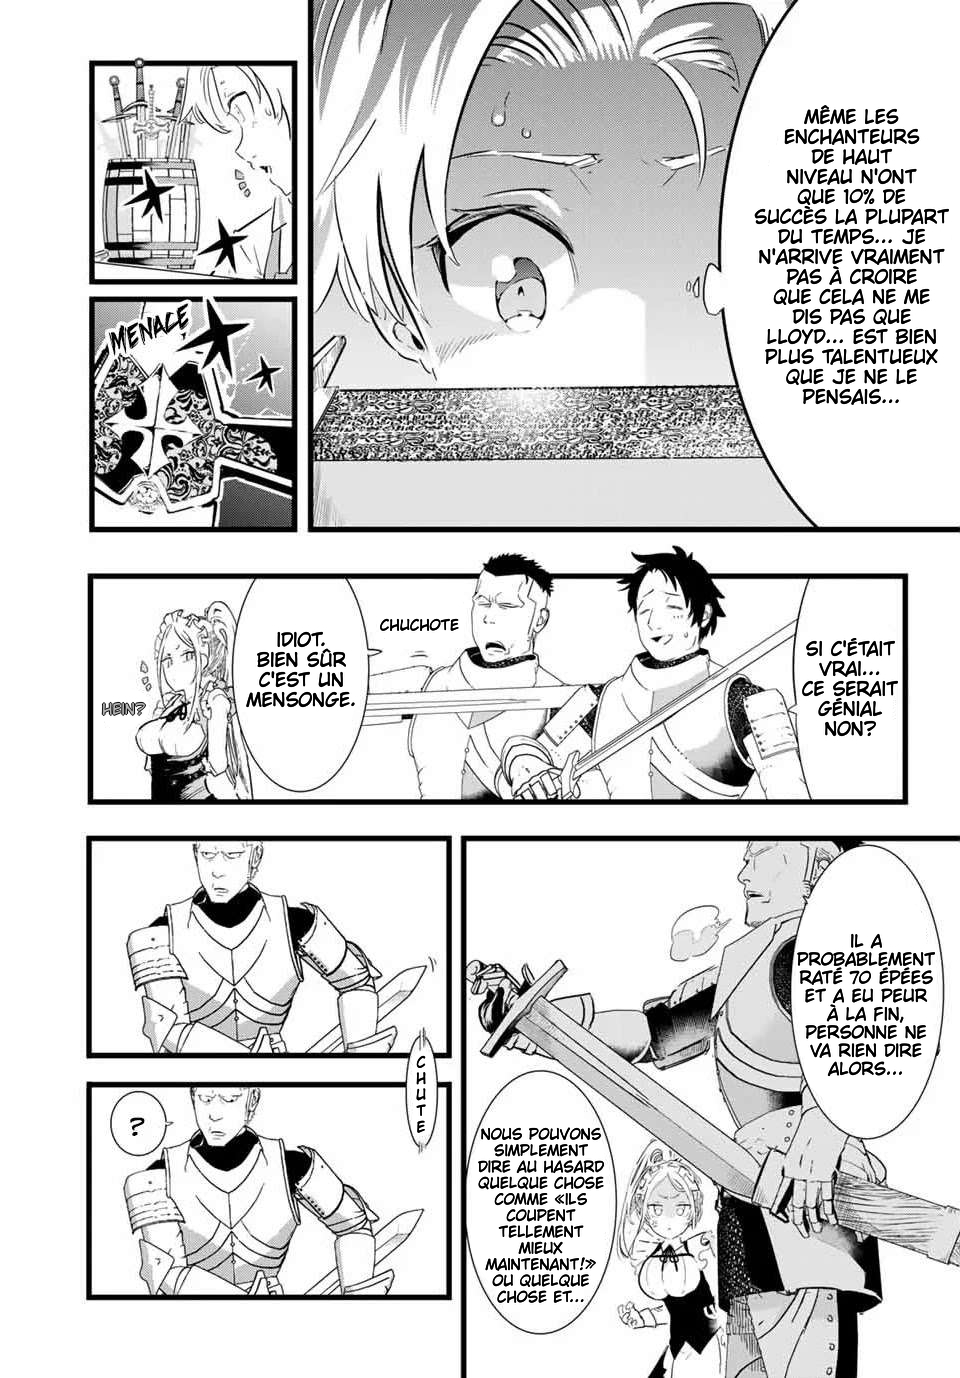 MÊME LES
ENCHANTEURS
DE HAUT
NIVEAU N'ONT
QUE 10% DE
SUCCÈS LA PLUPART
DU TEMPS... JE
N'ARRIVE VRAIMENT
PAS À CROIRE
QUE CELA NE ME
DIS PAS QUE
LLOYD... EST BIEN
PLUS TALENTUEUX
QUE JE NE LE
PENSAIS...
MENACE
SI C'ÉTAIT
VRAI...
CE SERAIT
GÉNIAL
NON?
CHUCHOTE
IDIOT.
BIEN SÛR
C'EST UN
MENSONGE.
HEIN?
IL A
PROBABLEMENT
RATÉ 70 ÉPÉES
ET A EU PEUR
À LA FIN,
PERSONNE NE
VA RIEN DIRE
ALORS...
NOUS POUVONS
SIMPLEMENT
DIRE AU HASARD
QUELQUE CHOSE
COMME «ILS
COUPENT
TELLEMENT
MIEUX
MAINTENANT!»
OU QUELQUE
CHOSE ET...
CHUTE
?